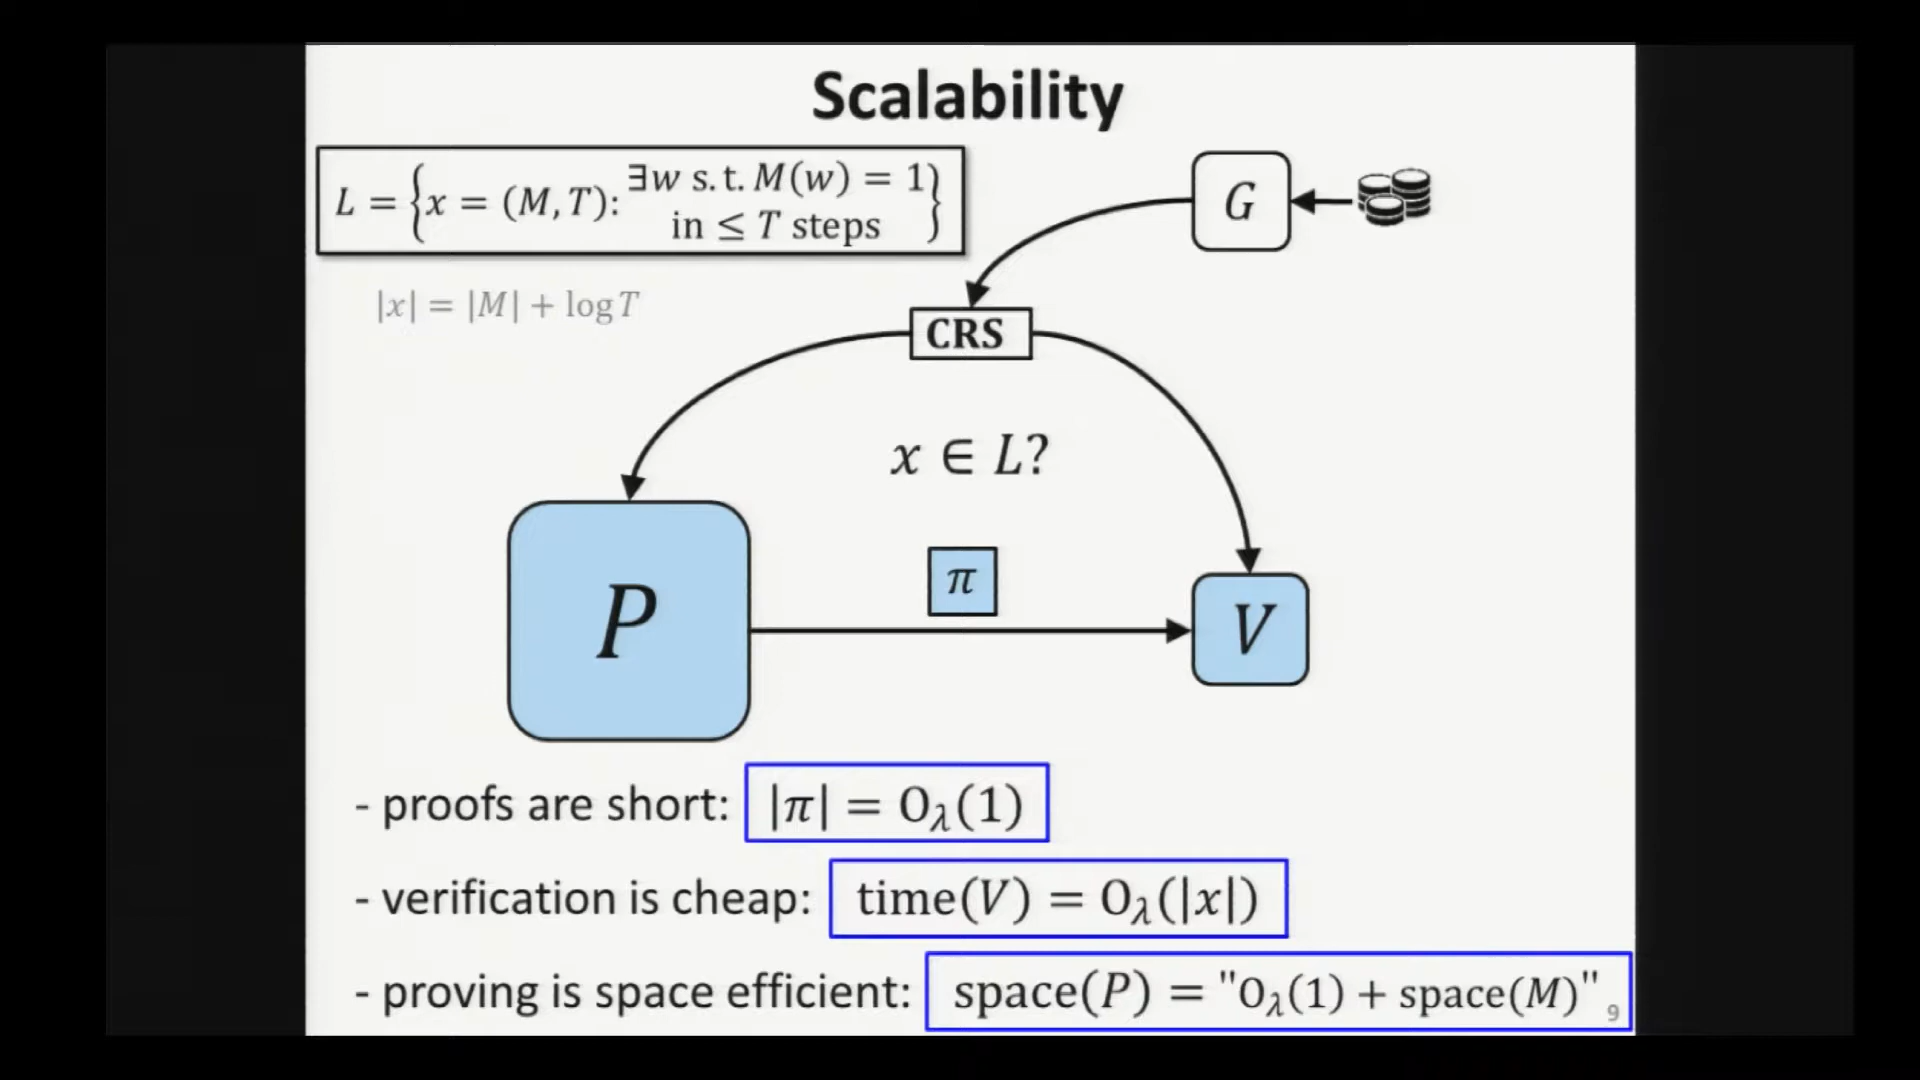 Scalability
L = {x = (M, T): ∃w s.t. M(w) = 1 in ≤ T steps}
|x| = |M| + log T
G
CRS
x ∈ L?
P
π
V
- proofs are short: |π| = O_λ(1)
- verification is cheap: time(V) = O_λ(|x|)
- proving is space efficient: space(P) = "O_λ(1) + space(M)"
9